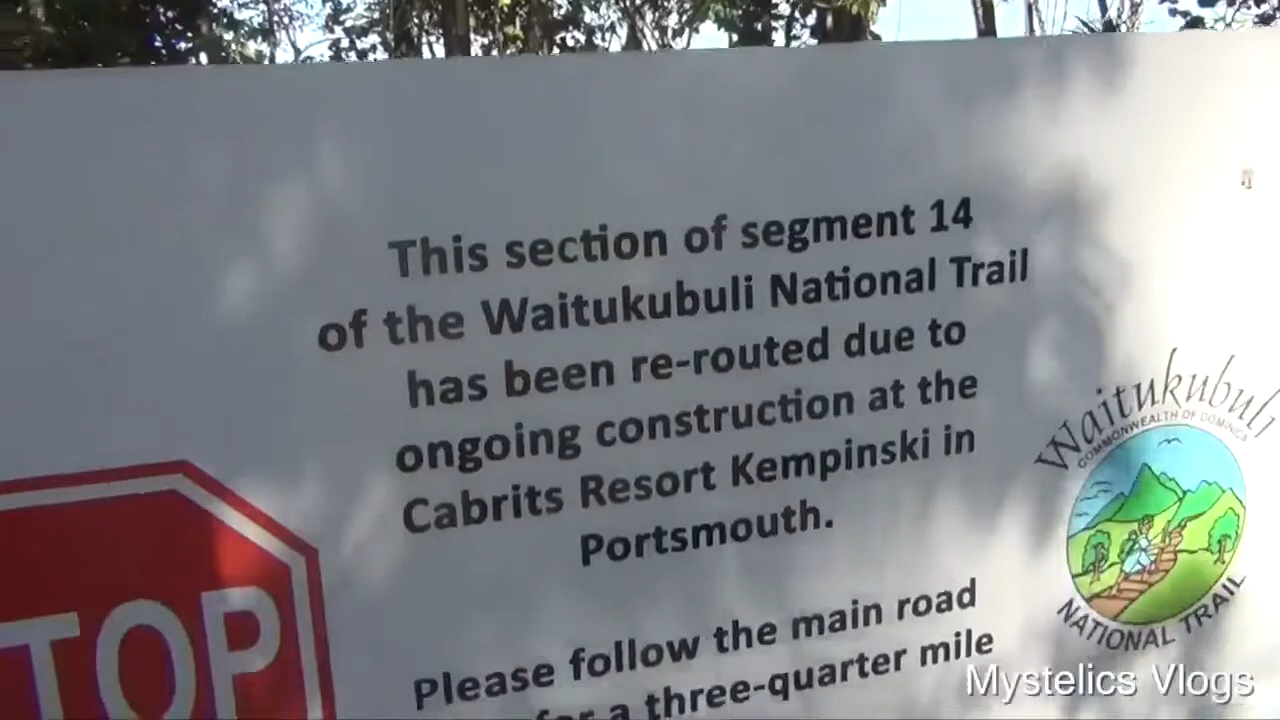 This section of segment 14
of the Waitukubuli National Trail
has been re-routed due to
ongoing construction at the
Cabrits Resort Kempinski in
Portsmouth.
Please follow the main road
for a three-quarter mile
TOP
Waitukubuli
COMMONWEALTH OF DOMINICA
NATIONAL TRAIL
Mystelics Vlogs